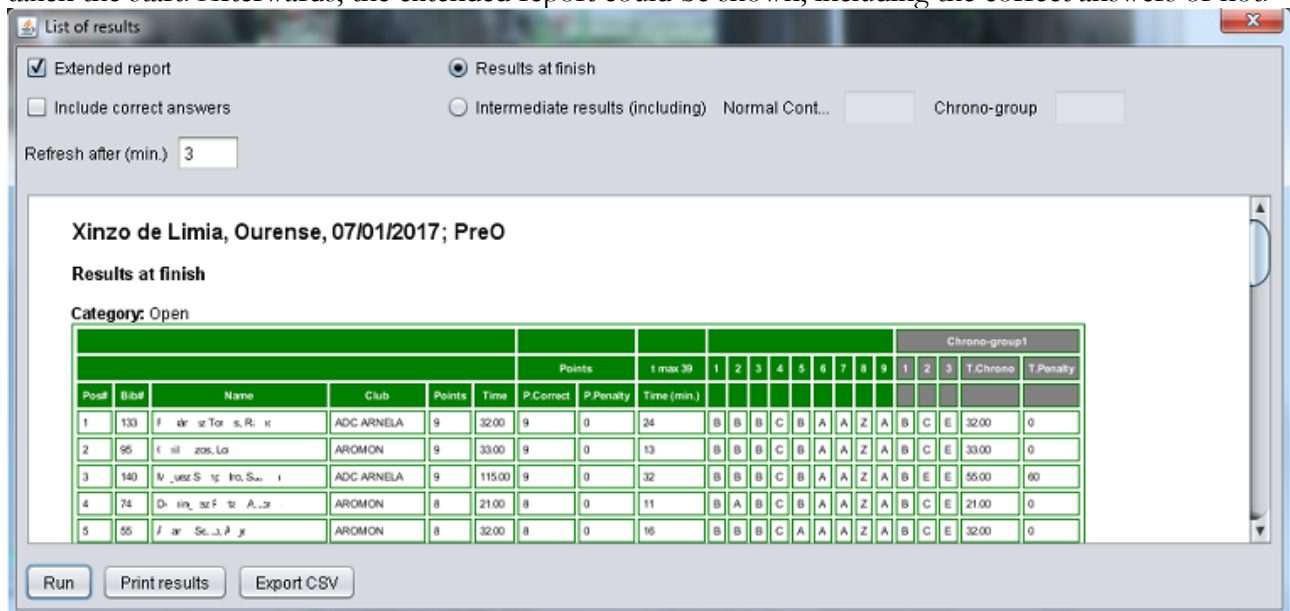 taken the start. Afterwards, the extended report could be shown, including the correct answers or not.
List of results
Extended report Results at finish
Include correct answers Intermediate results (including) Normal Cont... Chrono-group
Refresh after (min.) 3
Xinzo de Limia, Ourense, 07/01/2017; PreO
Results at finish
Category: Open
Chrono-group1
Points t max 39 1 2 3 4 5 6 7 8 9 1 2 3 T.Chrono T.Penalty
Pos# Bib# Name Club Points Time P.Correct P.Penalty Time (min.)
1 133 ADC ARNELA 9 32.00 9 0 24 B B B C B A A Z A B C E 32.00 0
2 95 AROMON 9 33.00 9 0 13 B B B C B A A Z A B C E 33.00 0
3 140 ADC ARNELA 9 115.00 9 0 32 B B B C B A A Z A B E E 55.00 60
4 74 AROMON 8 21.00 8 0 11 B A B C B A A Z A B C E 21.00 0
5 55 AROMON 8 32.00 8 0 16 B B B C A A A Z A B C E 32.00 0
Run Print results Export CSV